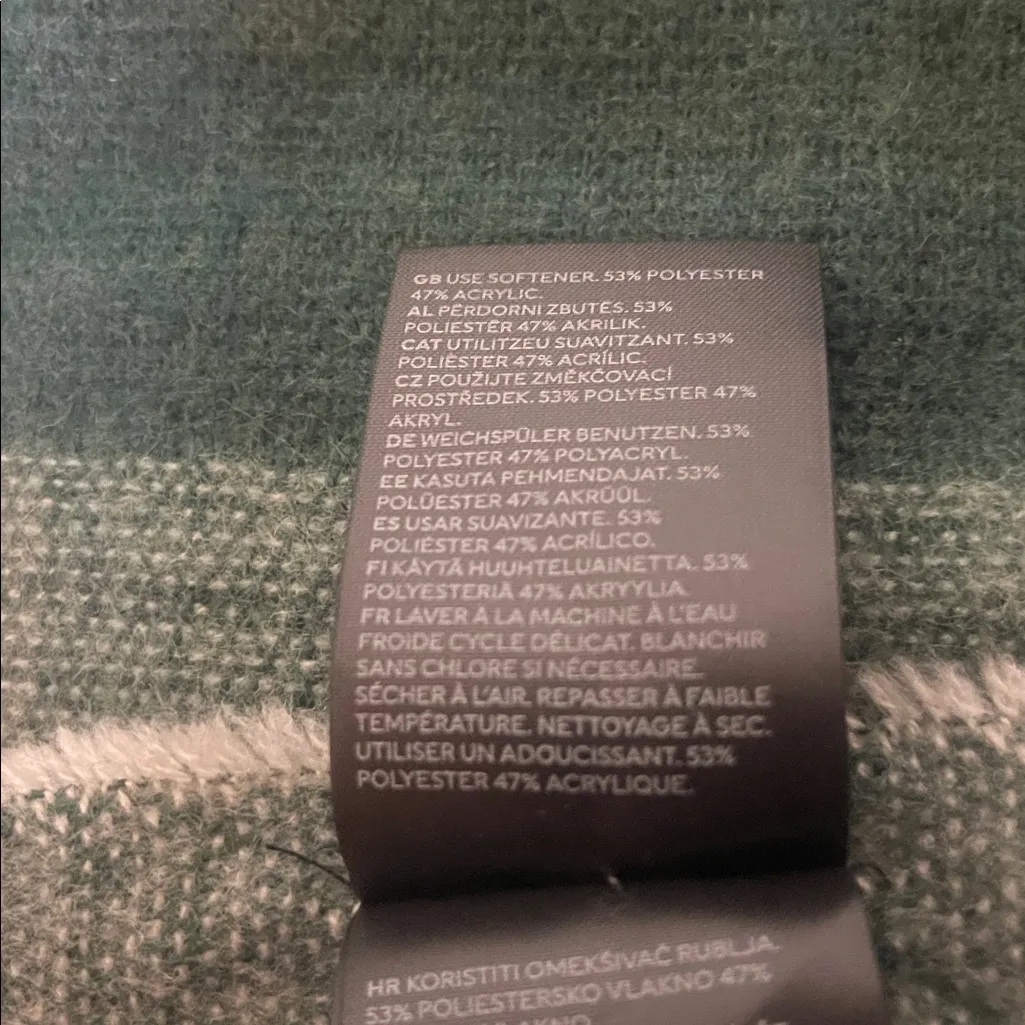 GB USE SOFTENER. 53% POLYESTER
47% ACRYLIC.
AL PËRDORNI ZBUTËS. 53%
POLIESTËR 47% AKRILIK.
CAT UTILITZEU SUAVITZANT. 53%
POLIÈSTER 47% ACRÍLIC.
CZ POUŽIJTE ZMĚKČOVACÍ
PROSTŘEDEK. 53% POLYESTER 47%
AKRYL.
DE WEICHSPÜLER BENUTZEN. 53%
POLYESTER 47% POLYACRYL.
EE KASUTA PEHMENDAJAT. 53%
POLÜESTER 47% AKRÜÜL.
ES USAR SUAVIZANTE. 53%
POLIÉSTER 47% ACRÍLICO.
FI KÄYTÄ HUUHTELUAINETTA. 53%
POLYESTERIÄ 47% AKRYYLIA.
FR LAVER À LA MACHINE À L'EAU
FROIDE CYCLE DÉLICAT. BLANCHIR
SANS CHLORE SI NÉCESSAIRE.
SÉCHER À L'AIR. REPASSER À FAIBLE
TEMPÉRATURE. NETTOYAGE À SEC.
UTILISER UN ADOUCISSANT. 53%
POLYESTER 47% ACRYLIQUE.
HR KORISTITI OMEKŠIVAČ RUBLJA.
53% POLIESTERSKO VLAKNO 47%
VLAKNO